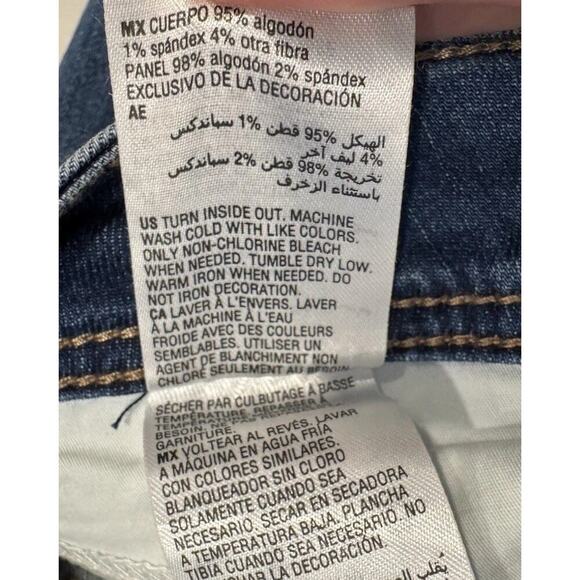 MX CUERPO 95% algodón
1% spándex 4% otra fibra
PANEL 98% algodón 2% spándex
EXCLUSIVO DE LA DECORACIÓN
AE
الهيكل 95% قطن 1% سباندكس
4% ليف آخر
تخريجة 98% قطن 2% سباندكس
باستثناء الزخرف
US TURN INSIDE OUT. MACHINE
WASH COLD WITH LIKE COLORS.
ONLY NON-CHLORINE BLEACH
WHEN NEEDED. TUMBLE DRY LOW.
WARM IRON WHEN NEEDED. DO
NOT IRON DECORATION.
CA LAVER À L'ENVERS. LAVER
À LA MACHINE À L'EAU
FROIDE AVEC DES COULEURS
SEMBLABLES. UTILISER UN
AGENT DE BLANCHIMENT NON
CHLORÉ SEULEMENT AU BESOIN
SÉCHER PAR CULBUTAGE À BASSE
TEMPÉRATURE. REPASSER À
BESOIN. NE PAS REPASSER
GARNITURE.
MX VOLTEAR AL REVÉS. LAVAR
A MÁQUINA EN AGUA FRÍA
CON COLORES SIMILARES.
BLANQUEADOR SIN CLORO
SOLAMENTE CUANDO SEA
NECESARIO. SECAR EN SECADORA
A TEMPERATURA BAJA. PLANCHA
TIBIA CUANDO SEA NECESARIO. NO
PLANCHAR LA DECORACIÓN.
يُقلب